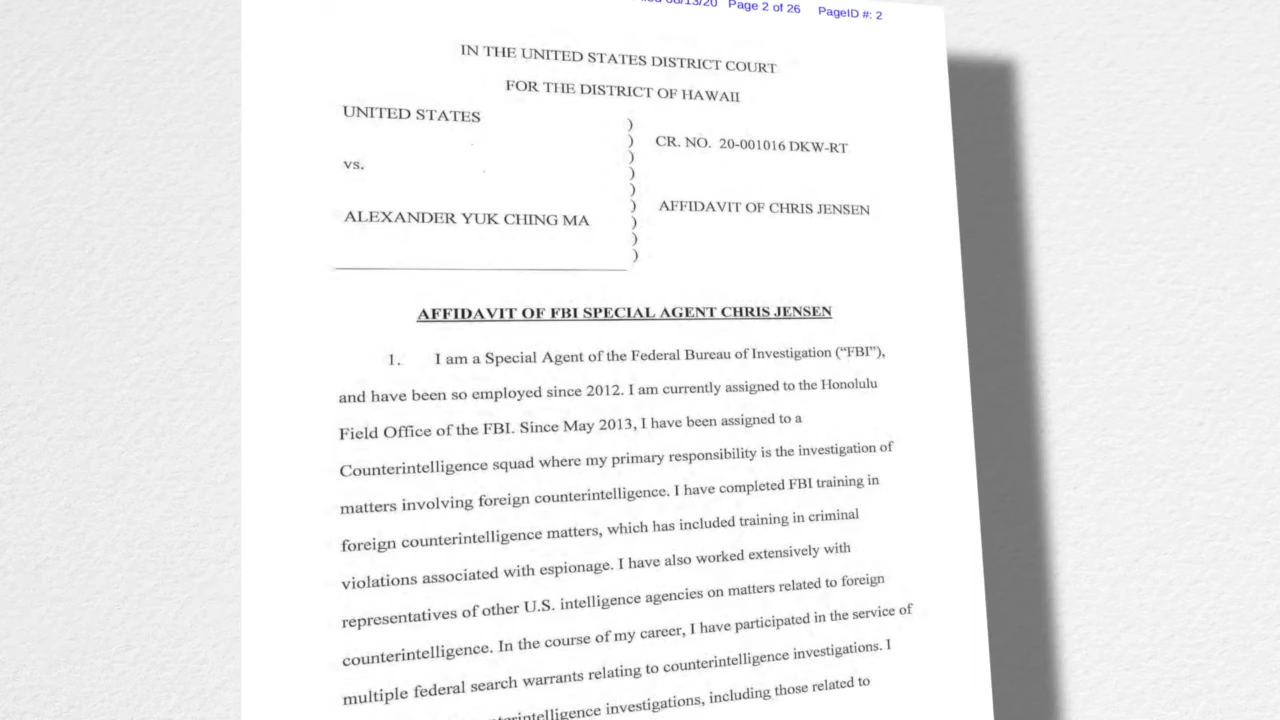 08/13/20 Page 2 of 26 PageID #: 2
IN THE UNITED STATES DISTRICT COURT
FOR THE DISTRICT OF HAWAII
UNITED STATES
vs.
ALEXANDER YUK CHING MA
)
)
)
)
)
)
)
)
)
CR. NO. 20-001016 DKW-RT
AFFIDAVIT OF CHRIS JENSEN
AFFIDAVIT OF FBI SPECIAL AGENT CHRIS JENSEN
1. I am a Special Agent of the Federal Bureau of Investigation (“FBI”),
and have been so employed since 2012. I am currently assigned to the Honolulu
Field Office of the FBI. Since May 2013, I have been assigned to a
Counterintelligence squad where my primary responsibility is the investigation of
matters involving foreign counterintelligence. I have completed FBI training in
foreign counterintelligence matters, which has included training in criminal
violations associated with espionage. I have also worked extensively with
representatives of other U.S. intelligence agencies on matters related to foreign
counterintelligence. In the course of my career, I have participated in the service of
multiple federal search warrants relating to counterintelligence investigations. I
investigations, including those related to